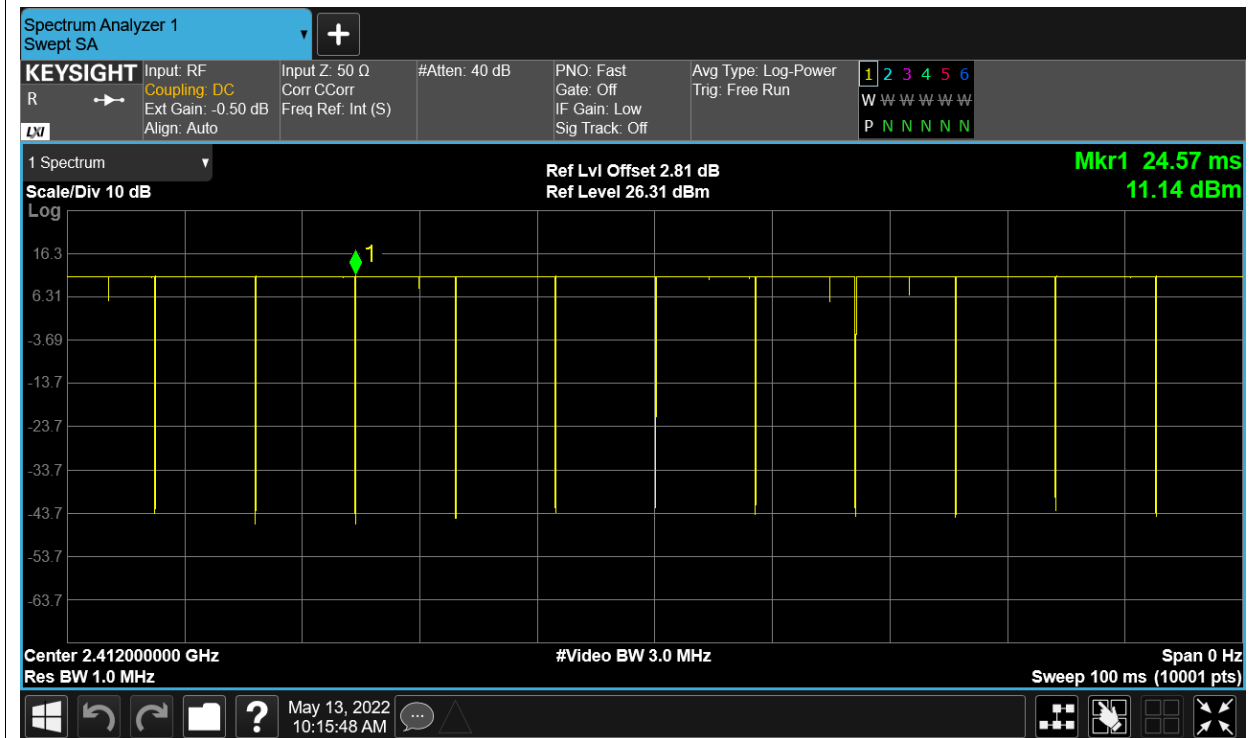 Spectrum Analyzer 1
Swept SA
+
KEYSIGHT
R
LXI
Input: RF
Coupling: DC
Ext Gain: -0.50 dB
Align: Auto
Input Z: 50 Ω
Corr CCorr
Freq Ref: Int (S)
#Atten: 40 dB
PNO: Fast
Gate: Off
IF Gain: Low
Sig Track: Off
Avg Type: Log-Power
Trig: Free Run
1 2 3 4 5 6
W W W W W W
P N N N N N
1 Spectrum
Scale/Div 10 dB
Log
Ref Lvl Offset 2.81 dB
Ref Level 26.31 dBm
Mkr1 24.57 ms
11.14 dBm
1
16.3
6.31
-3.69
-13.7
-23.7
-33.7
-43.7
-53.7
-63.7
Center 2.412000000 GHz
Res BW 1.0 MHz
#Video BW 3.0 MHz
Span 0 Hz
Sweep 100 ms (10001 pts)
?
May 13, 2022
10:15:48 AM